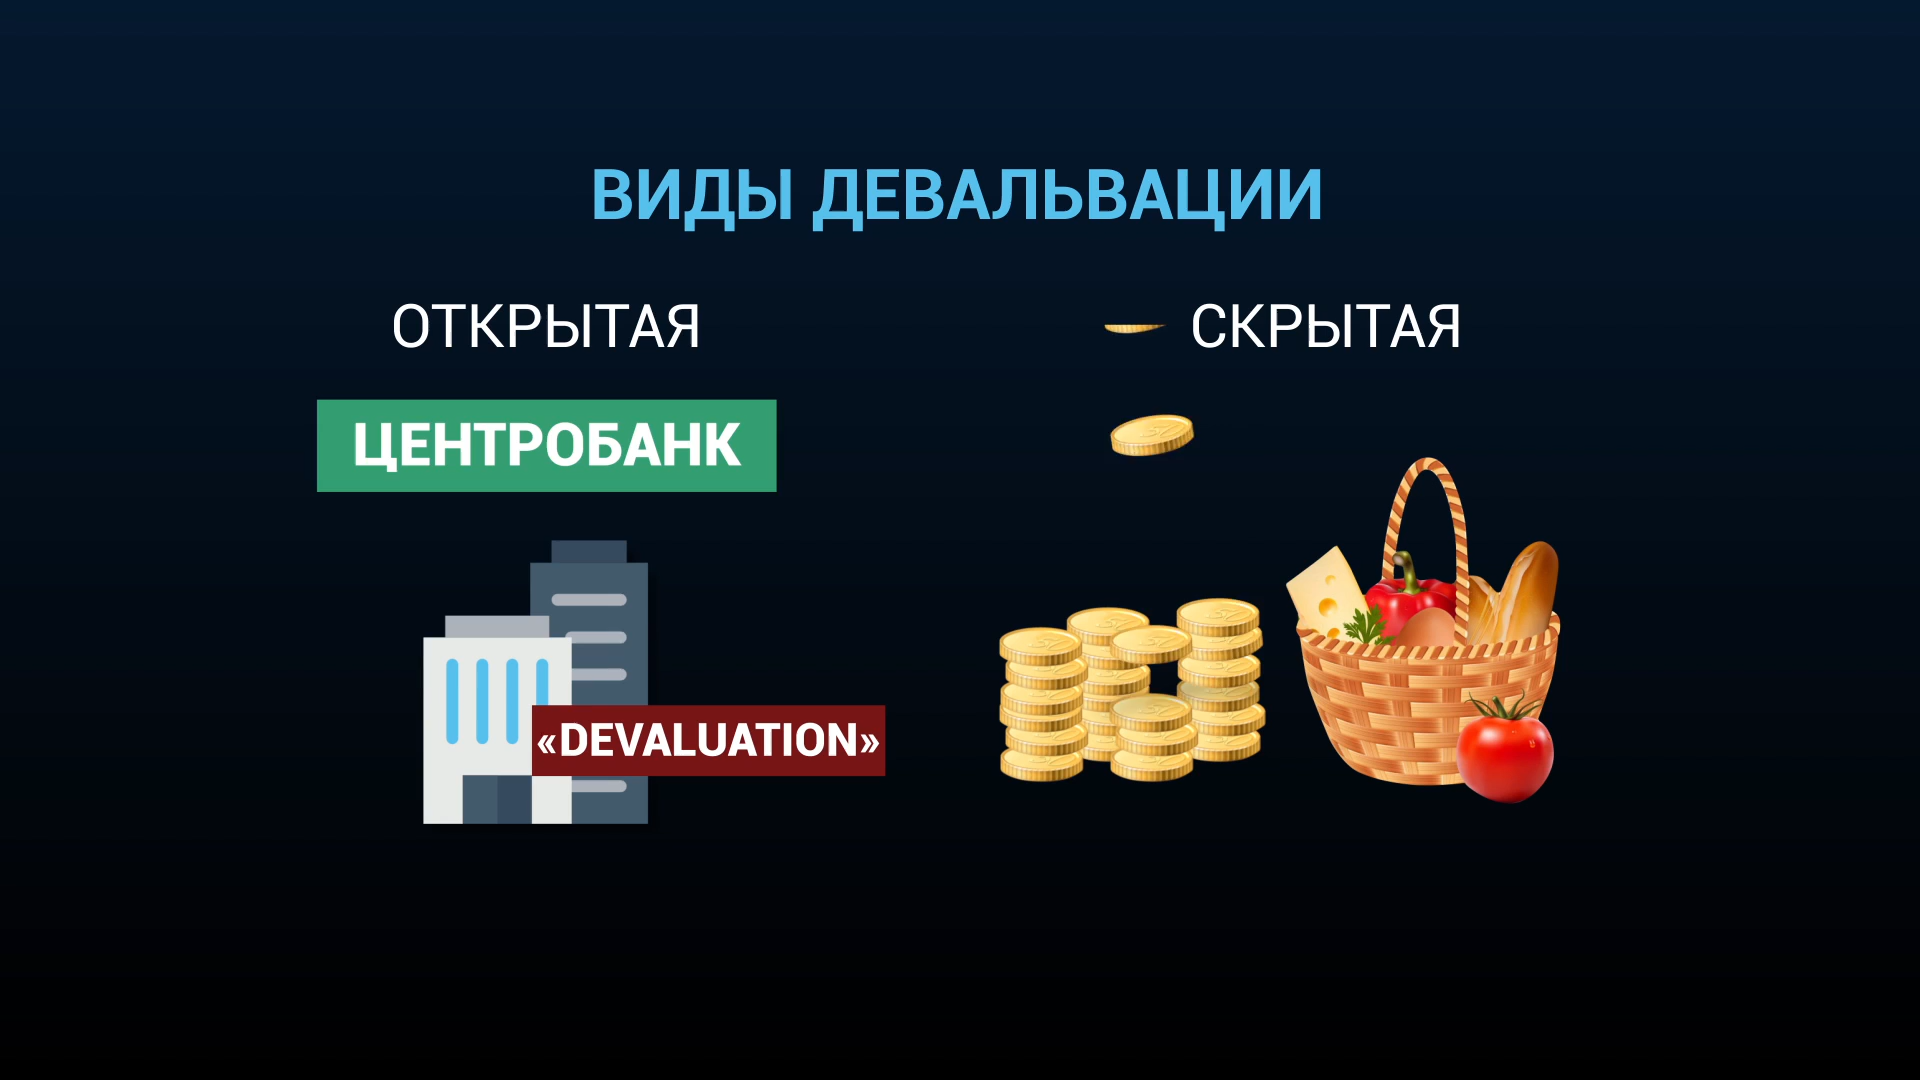 ВИДЫ ДЕВАЛЬВАЦИИ
ОТКРЫТАЯ
ЦЕНТРОБАНК
«DEVALUATION»
СКРЫТАЯ